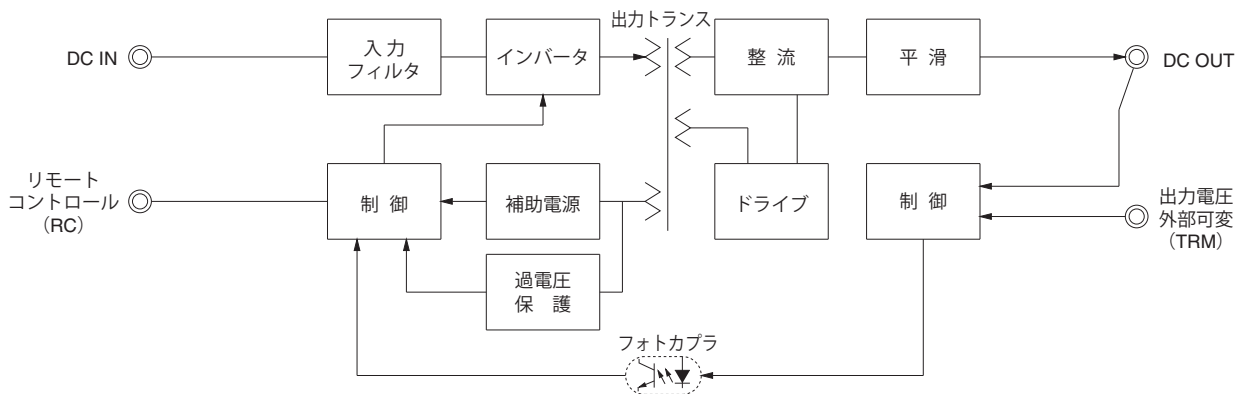 出力トランス
DC IN
入力
フィルタ
インバータ
整 流
平 滑
DC OUT
リモート
コントロール
（RC）
制 御
補助電源
ドライブ
制 御
出力電圧
外部可変
（TRM）
過電圧
保 護
フォトカプラ